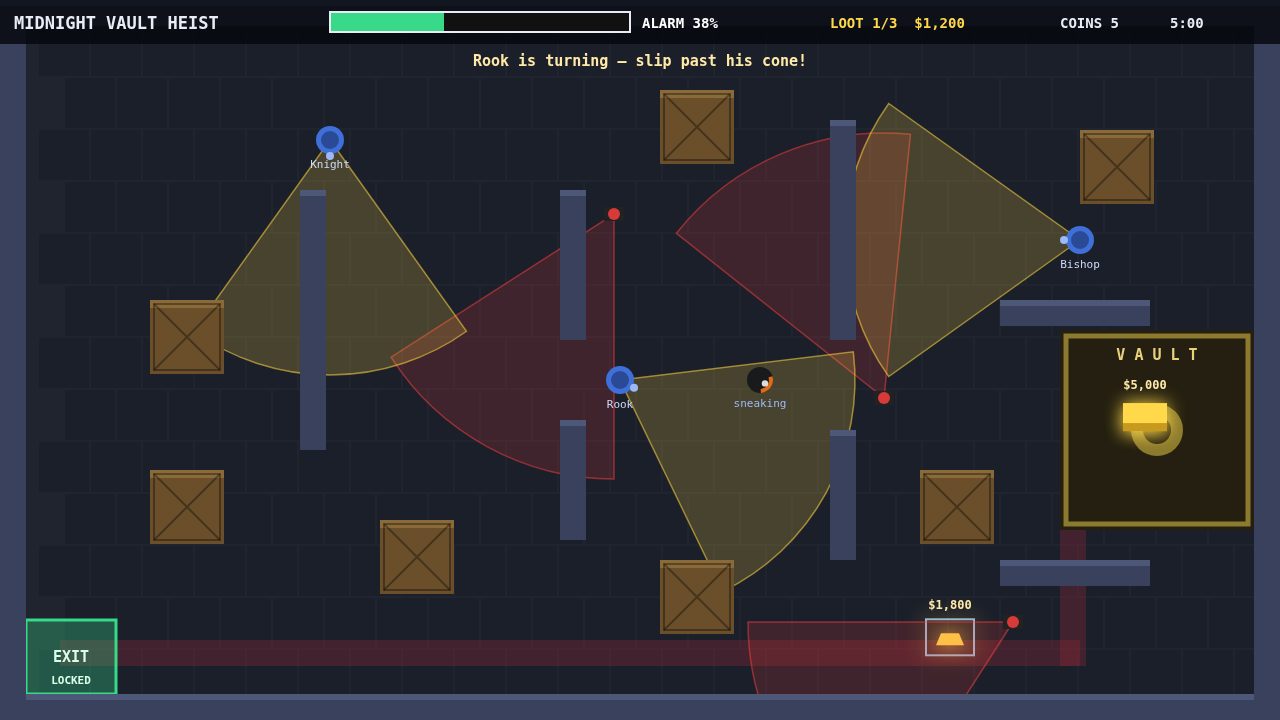 MIDNIGHT VAULT HEIST
ALARM 38%
LOOT 1/3 $1,200
COINS 5
5:00
Rook is turning — slip past his cone!
Knight
Bishop
VAULT
$5,000
Rook
sneaking
$1,800
EXIT
LOCKED